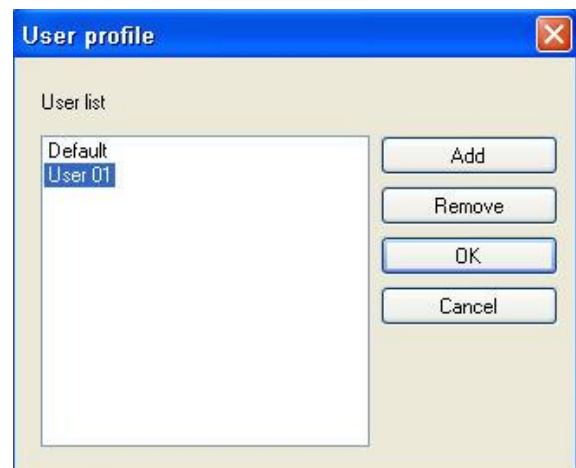 User profile
User list
Default
User 01
Add
Remove
OK
Cancel